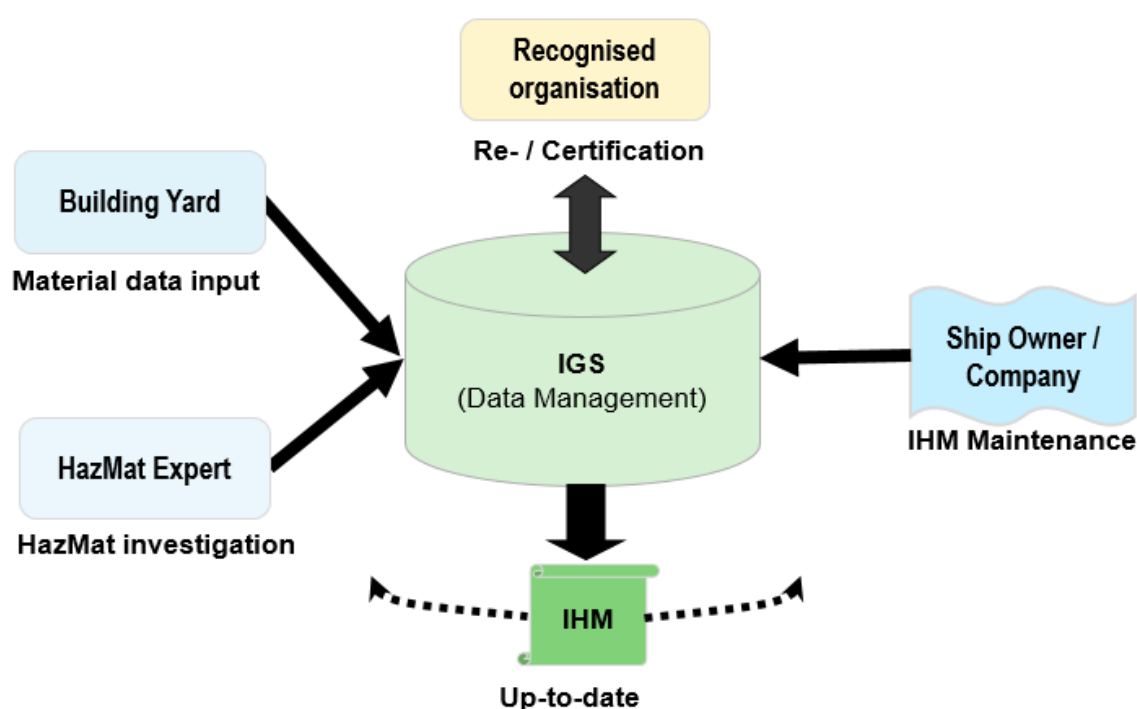 Recognised
organisation
Re- / Certification
Building Yard
Material data input
IGS
(Data Management)
Ship Owner /
Company
IHM Maintenance
HazMat Expert
HazMat investigation
IHM
Up-to-date